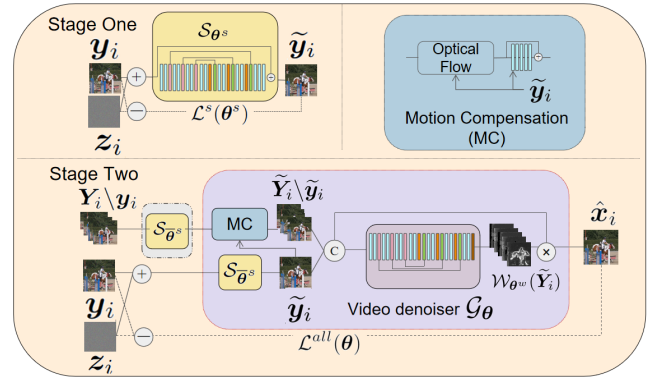 Stage One
𝒮_{θ^s}
y_i
ỹ_i
+
−
−
ℒ^s(θ^s)
z_i
Optical
Flow
−
ỹ_i
Motion Compensation
(MC)
Stage Two
Y_i\y_i
Ỹ_i\ỹ_i
𝒮_{θ̄^s}
MC
x̂_i
C
×
+
𝒮_{θ̄^s}
𝒲_{θ^w}(Ỹ_i)
y_i
ỹ_i
Video denoiser 𝒢_θ
−
ℒ^{all}(θ)
z_i